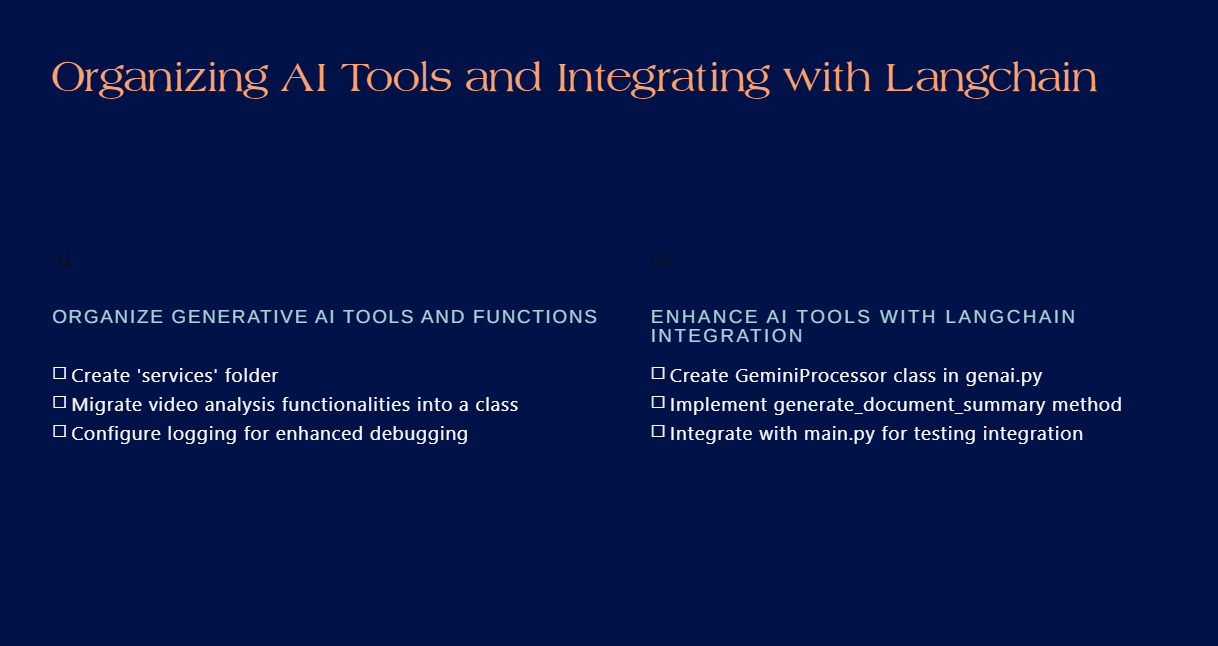 Organizing AI Tools and Integrating with Langchain
01
ORGANIZE GENERATIVE AI TOOLS AND FUNCTIONS
☐ Create 'services' folder
☐ Migrate video analysis functionalities into a class
☐ Configure logging for enhanced debugging
02
ENHANCE AI TOOLS WITH LANGCHAIN
INTEGRATION
☐ Create GeminiProcessor class in genai.py
☐ Implement generate_document_summary method
☐ Integrate with main.py for testing integration